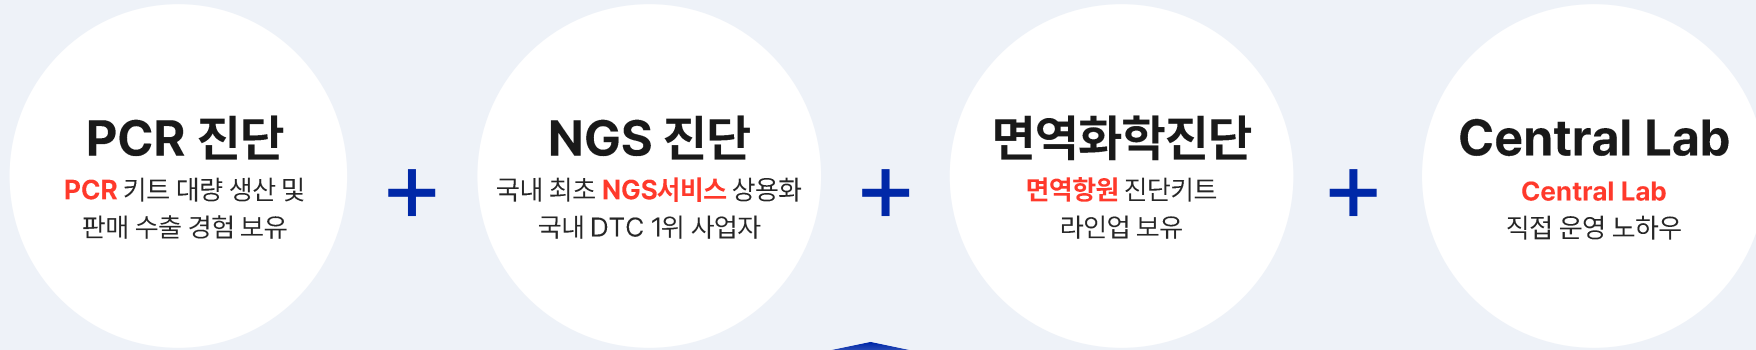 PCR 진단
PCR 키트 대량 생산 및
판매 수출 경험 보유
NGS 진단
국내 최초 NGS서비스 상용화
국내 DTC 1위 사업자
면역화학진단
면역항원 진단키트
라인업 보유
Central Lab
Central Lab
직접 운영 노하우